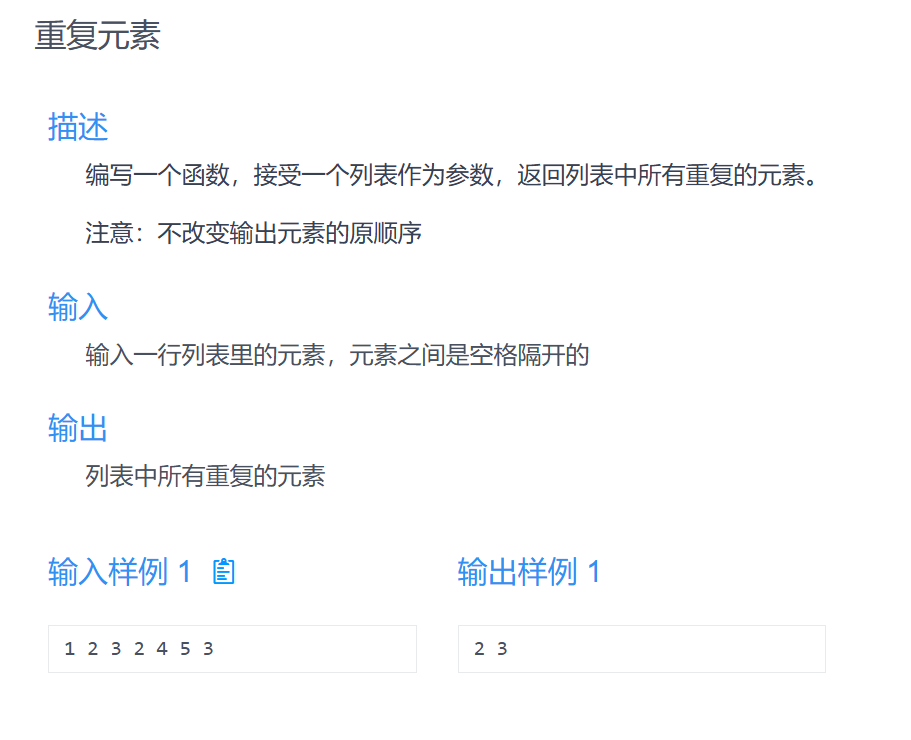 重复元素
描述
编写一个函数，接受一个列表作为参数，返回列表中所有重复的元素。
注意：不改变输出元素的原顺序
输入
输入一行列表里的元素，元素之间是空格隔开的
输出
列表中所有重复的元素
输入样例 1
输出样例 1
1 2 3 2 4 5 3
2 3